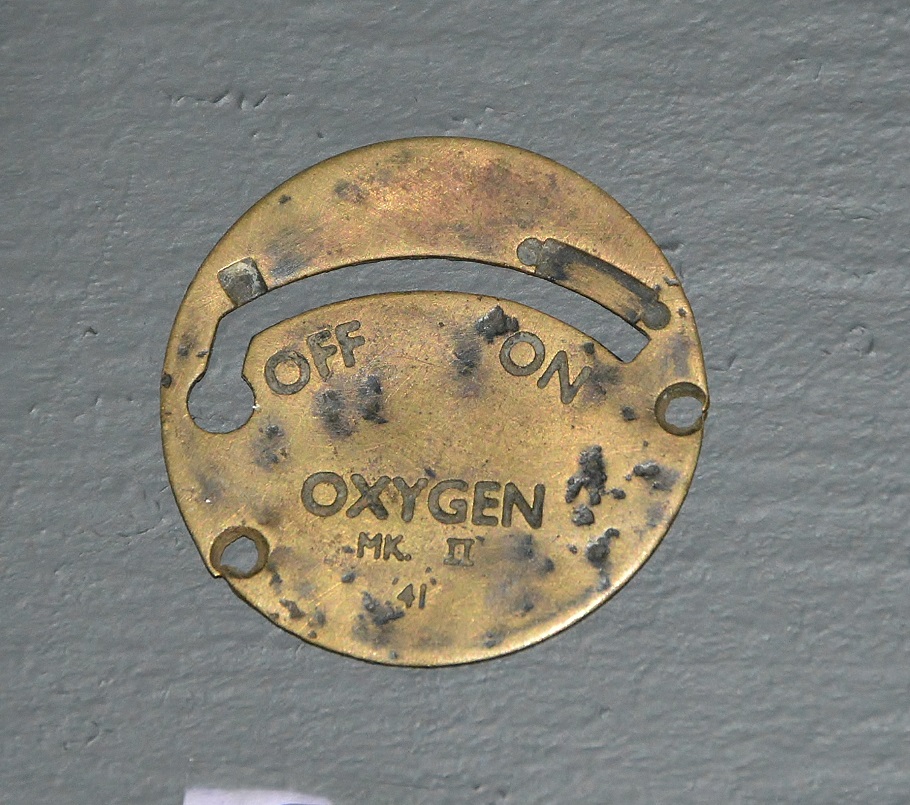 OFF ON
OXYGEN
MK. II
41